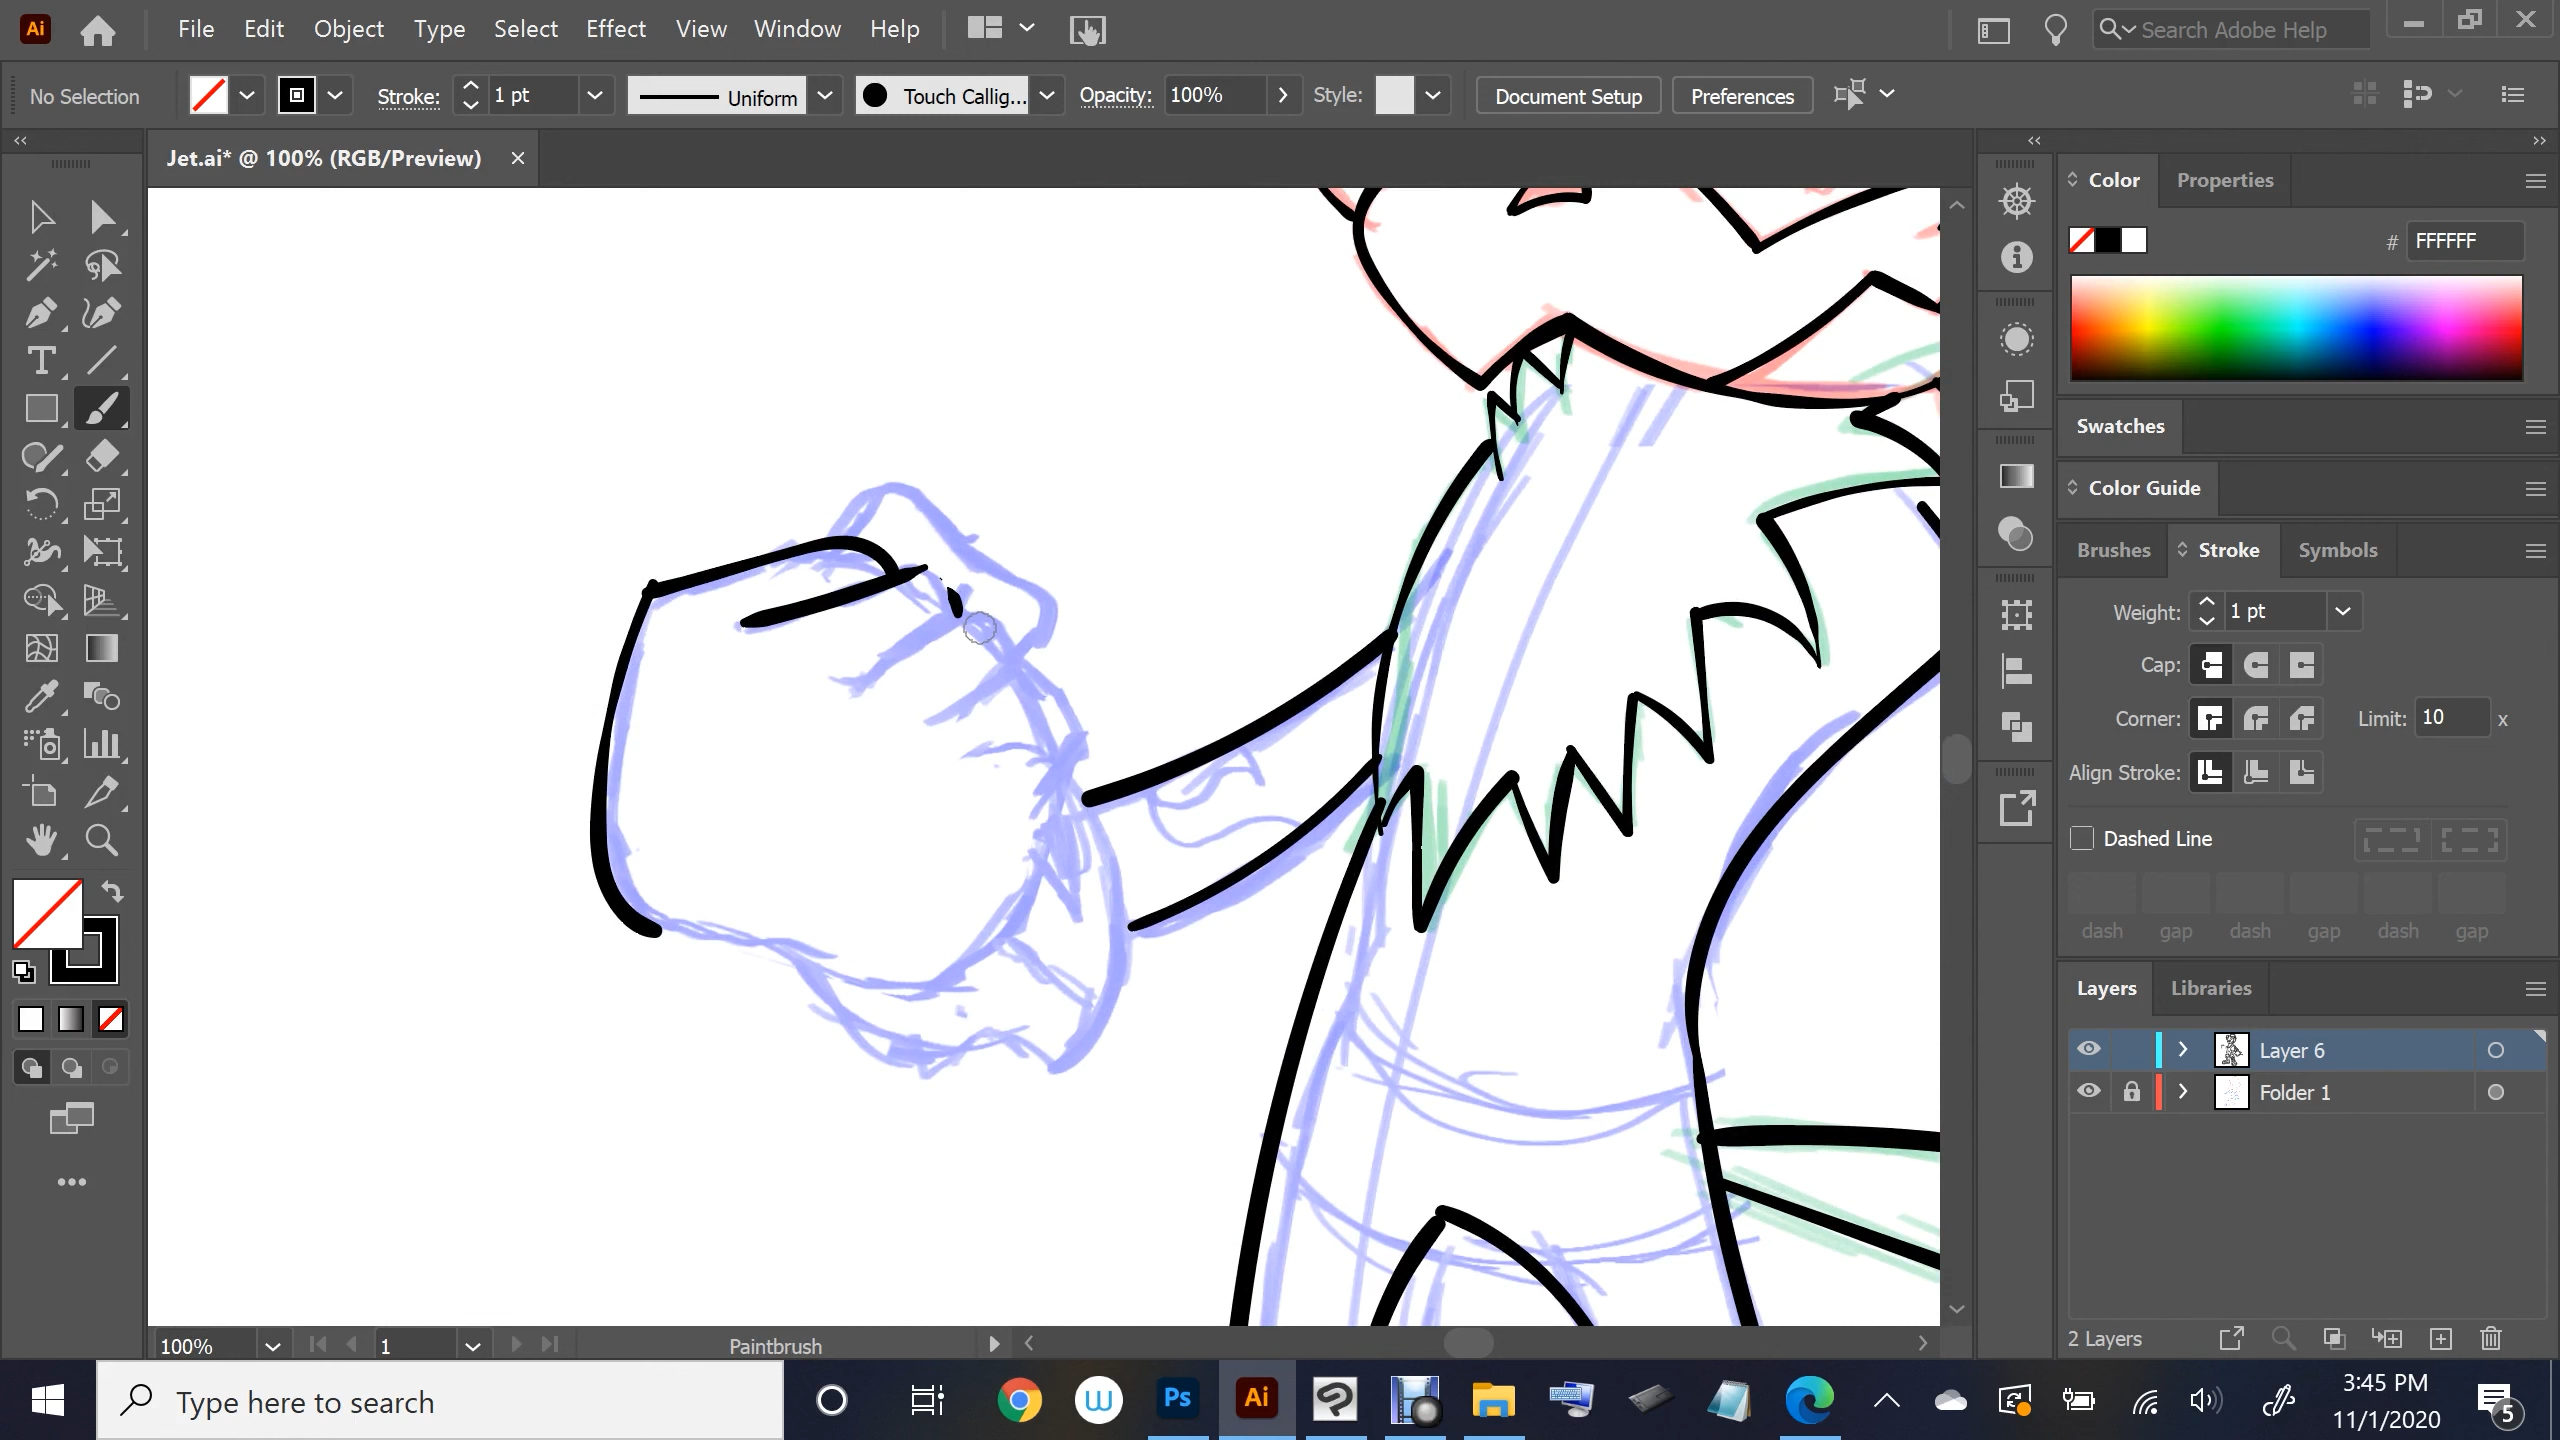 Ai File Edit Object Type Select Effect View Window Help Search Adobe Help
No Selection Stroke: 1 pt Uniform Touch Callig... Opacity: 100% Style: Document Setup Preferences
Jet.ai* @ 100% (RGB/Preview)
Color Properties
# FFFFFF
Swatches
Color Guide
Brushes Stroke Symbols
Weight: 1 pt
Cap:
Corner: Limit: 10 x
Align Stroke:
Dashed Line
dash gap dash gap dash gap
Layers Libraries
Layer 6
Folder 1
2 Layers
100% 1 Paintbrush
Type here to search
Ps Ai
3:45 PM
11/1/2020
5